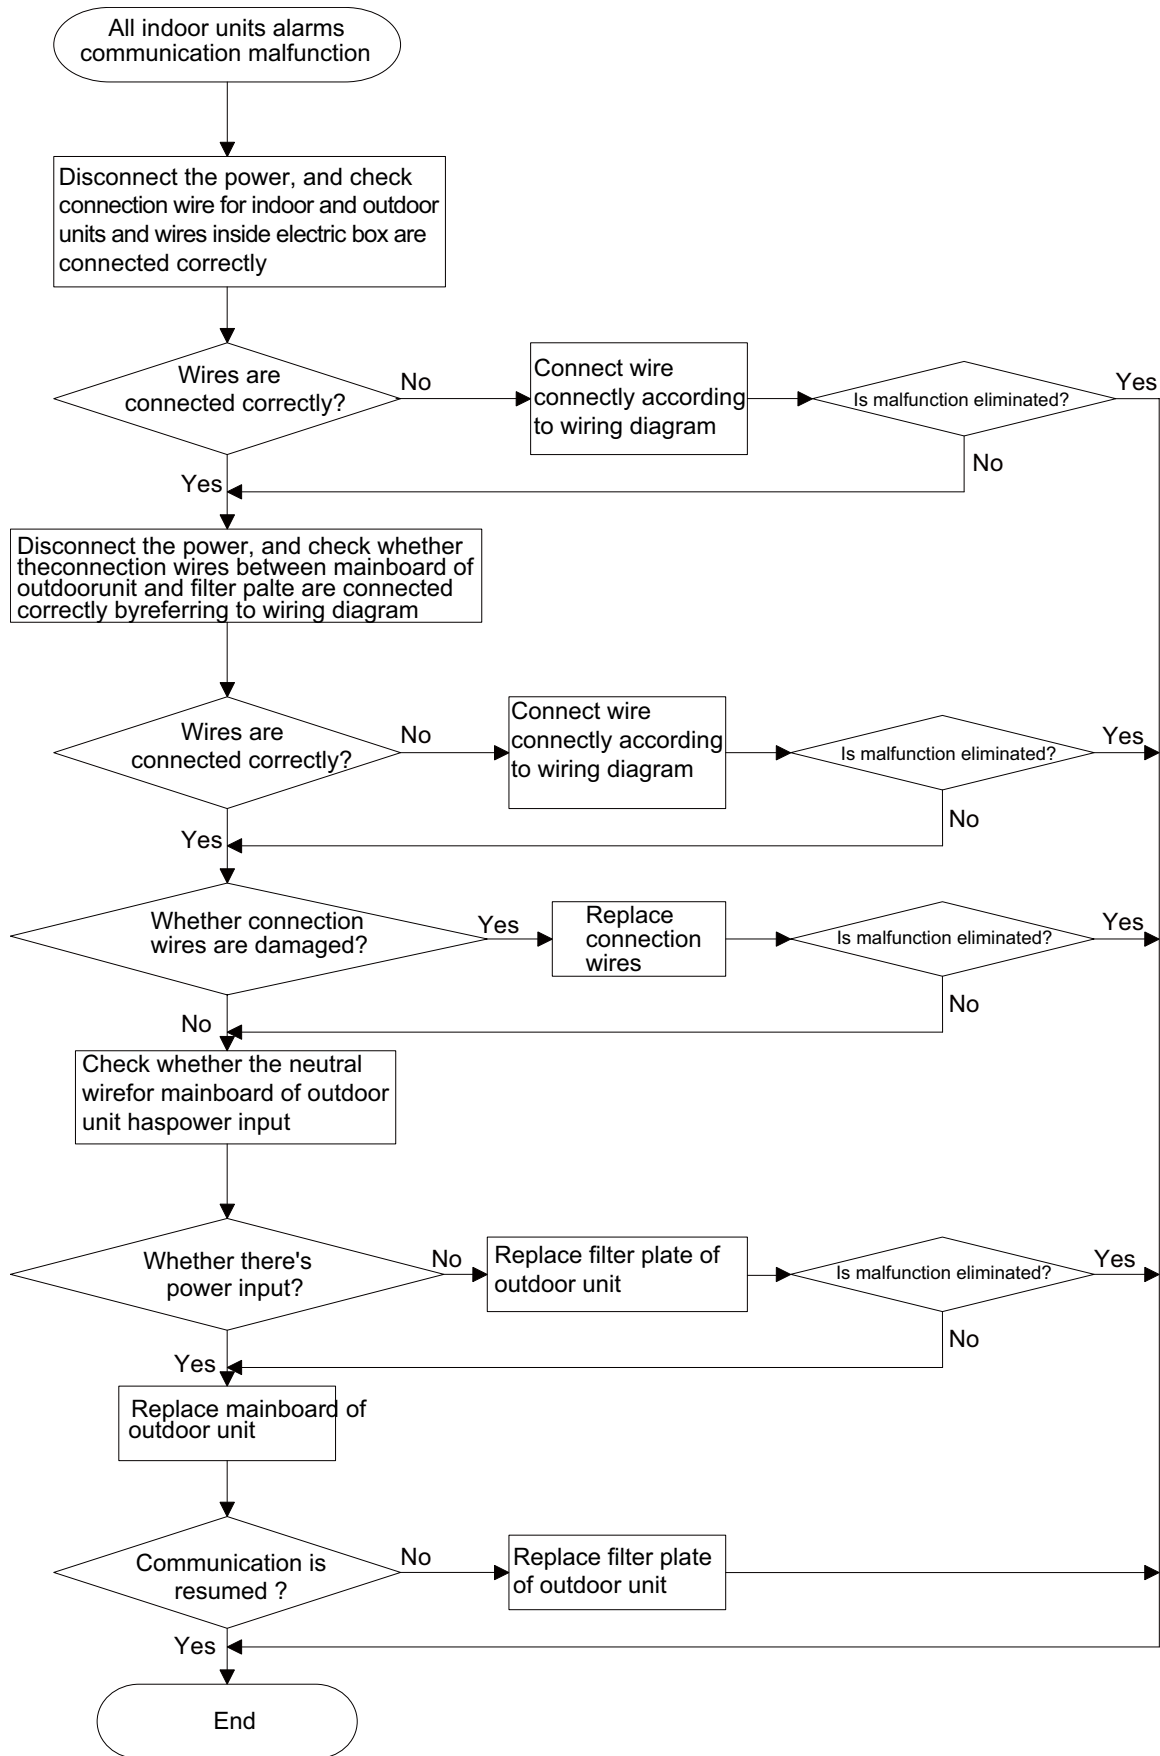 All indoor units alarms
communication malfunction
Disconnect the power, and check
connection wire for indoor and outdoor
units and wires inside electric box are
connected correctly
Wires are
connected correctly?
No
Connect wire
connectly according
to wiring diagram
Is malfunction eliminated?
Yes
No
Yes
Disconnect the power, and check whether
theconnection wires between mainboard of
outdoorunit and filter palte are connected
correctly byreferring to wiring diagram
Wires are
connected correctly?
No
Connect wire
connectly according
to wiring diagram
Is malfunction eliminated?
Yes
No
Yes
Whether connection
wires are damaged?
Yes
Replace
connection
wires
Is malfunction eliminated?
Yes
No
No
Check whether the neutral
wirefor mainboard of outdoor
unit haspower input
Whether there's
power input?
No
Replace filter plate of
outdoor unit
Is malfunction eliminated?
Yes
No
Yes
Replace mainboard of
outdoor unit
Communication is
resumed ?
No
Replace filter plate
of outdoor unit
Yes
End